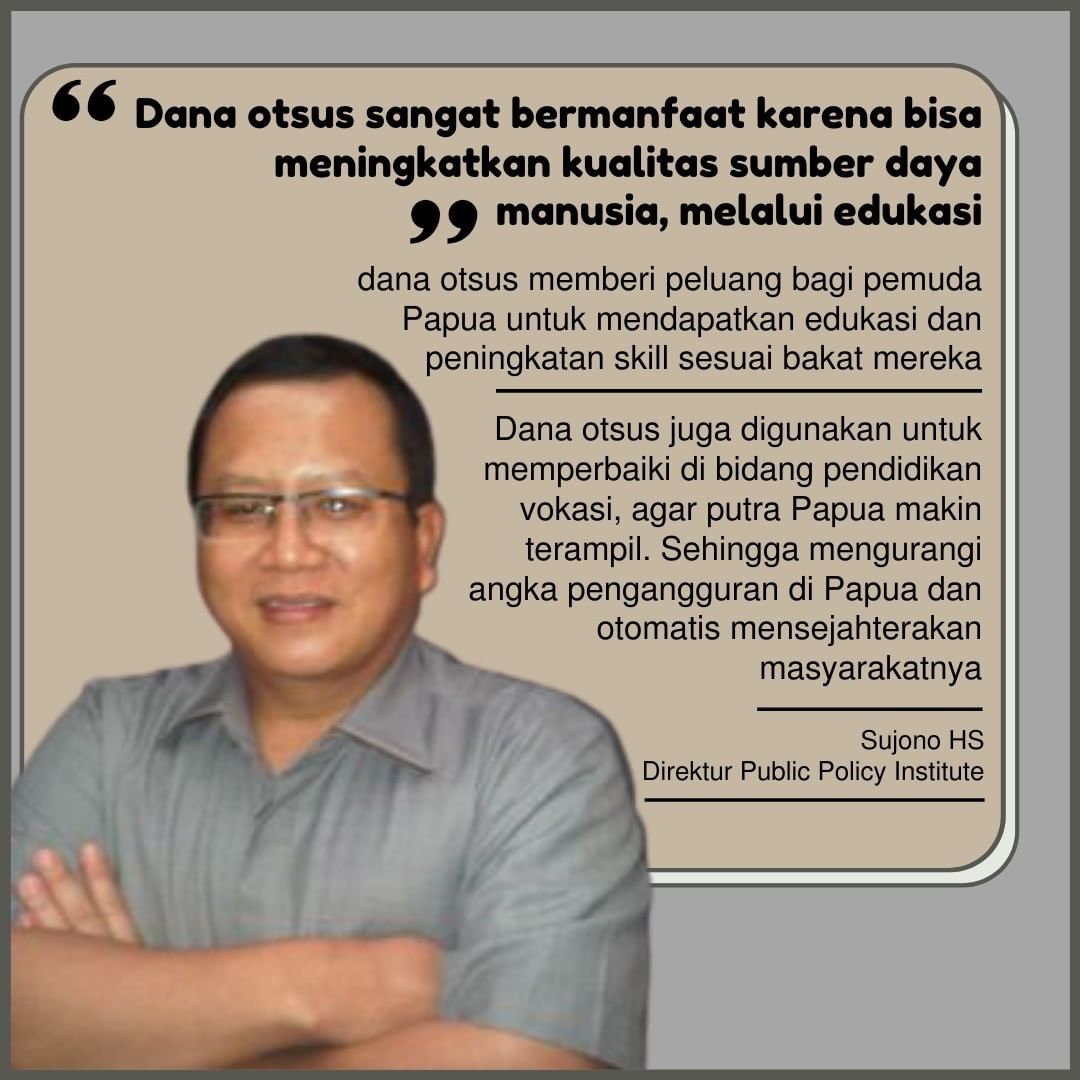 “ Dana otsus sangat bermanfaat karena bisa
meningkatkan kualitas sumber daya
manusia, melalui edukasi ”
dana otsus memberi peluang bagi pemuda
Papua untuk mendapatkan edukasi dan
peningkatan skill sesuai bakat mereka
Dana otsus juga digunakan untuk
memperbaiki di bidang pendidikan
vokasi, agar putra Papua makin
terampil. Sehingga mengurangi
angka pengangguran di Papua dan
otomatis mensejahterakan
masyarakatnya
Sujono HS
Direktur Public Policy Institute